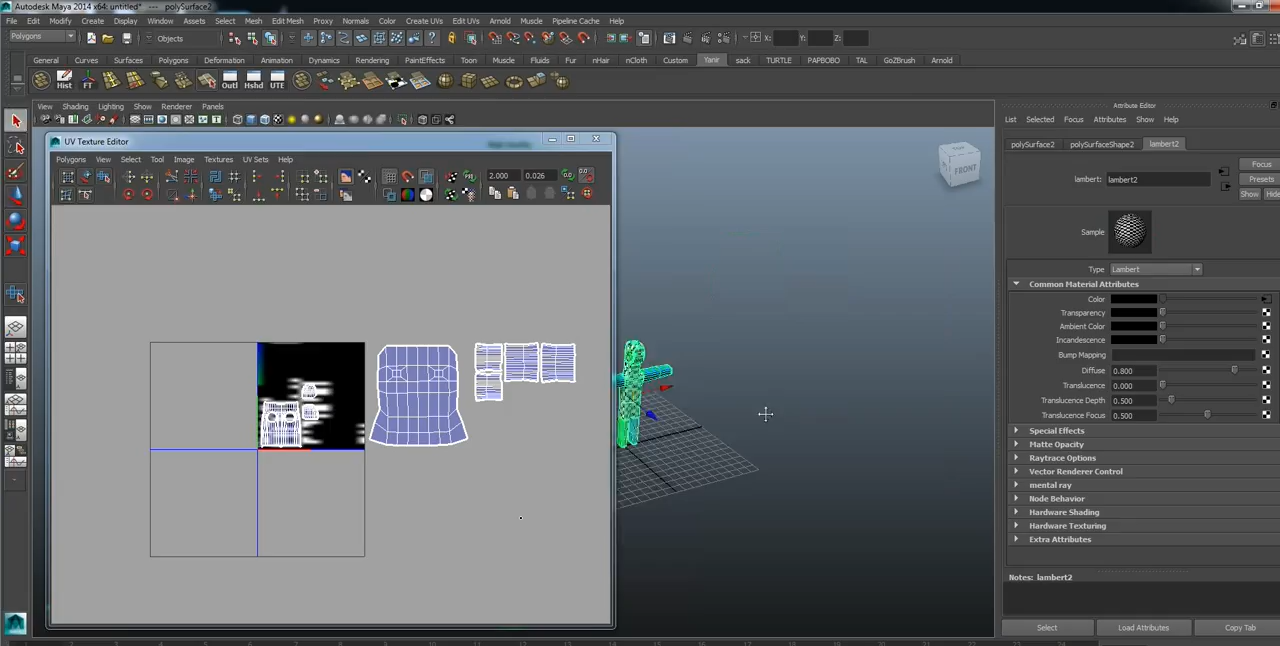 Autodesk Maya 2014 x64: untitled*   ---   polySurface2
File Edit Modify Create Display Window Assets Select Mesh Edit Mesh Proxy Normals Color Create UVs Edit UVs Arnold Muscle Pipeline Cache Help
Polygons Objects X: Y: Z:
General Curves Surfaces Polygons Deformation Animation Dynamics Rendering PaintEffects Toon Muscle Fluids Fur nHair nCloth Custom Yanir sack TURTLE PAPBOBO TAL GoZBrush Arnold
Hist FT Outl Hshd UTE
View Shading Lighting Show Renderer Panels
Attribute Editor
List Selected Focus Attributes Show Help
UV Texture Editor
polySurface2 polySurfaceShape2 lambert2
Polygons View Select Tool Image Textures UV Sets Help
2.000 0.026
FRONT
Focus
lambert: lambert2
Presets
Show Hide
Sample
Type Lambert
Common Material Attributes
Color
Transparency
Ambient Color
Incandescence
Bump Mapping
Diffuse 0.800
Translucence 0.000
Translucence Depth 0.500
Translucence Focus 0.500
Special Effects
Matte Opacity
Raytrace Options
Vector Renderer Control
mental ray
Node Behavior
Hardware Shading
Hardware Texturing
Extra Attributes
Notes: lambert2
Select Load Attributes Copy Tab